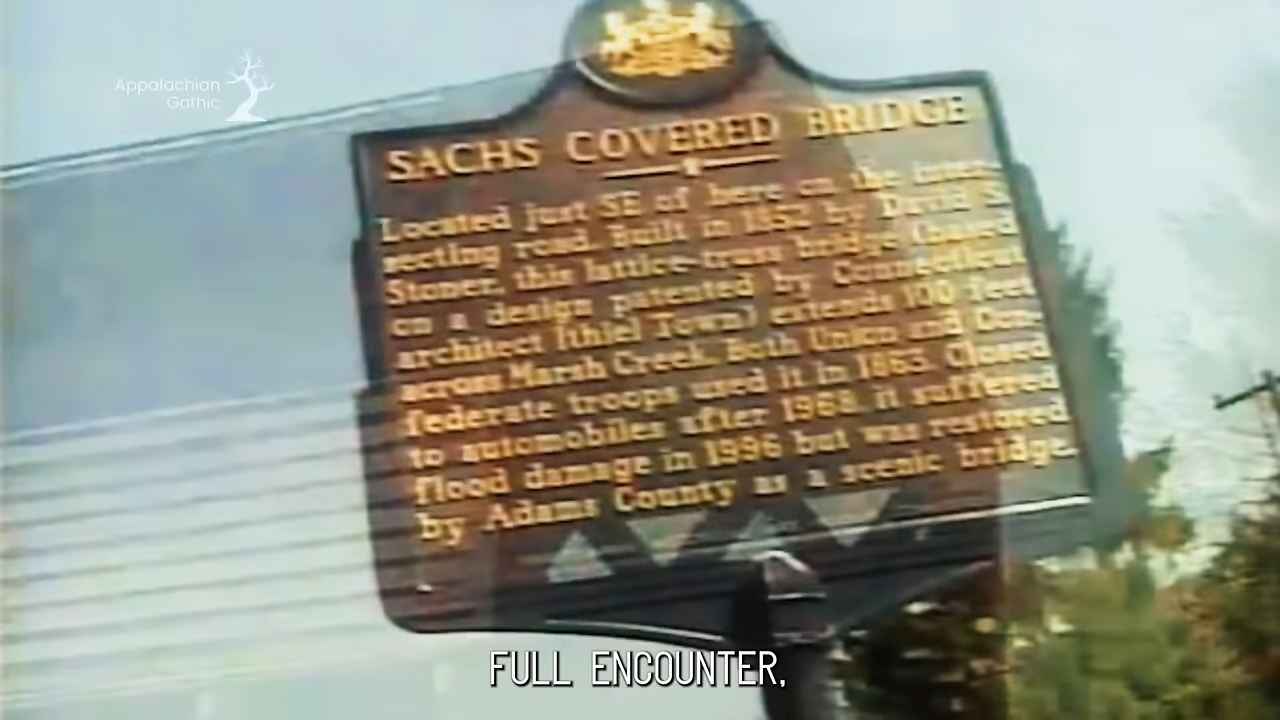 Appalachian
Gothic
SACHS COVERED BRIDGE
Located just SE of here on the inter-
secting road. Built in 1852 by David S.
Stoner, this lattice-truss bridge (based
on a design patented by Connecticut
architect Ithiel Town) extends 100 feet
across Marsh Creek. Both Union and Con-
federate troops used it in 1863. Closed
to automobiles after 1968, it suffered
flood damage in 1996 but was restored
by Adams County as a scenic bridge.
FULL ENCOUNTER,